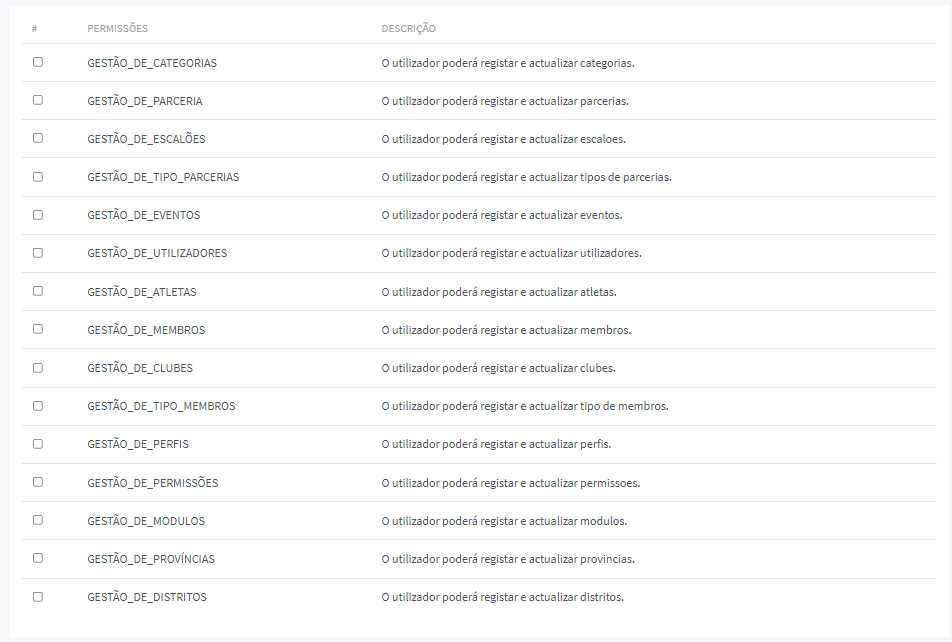 # PERMISSÕES DESCRIÇÃO
GESTÃO_DE_CATEGORIAS O utilizador poderá registar e actualizar categorias.
GESTÃO_DE_PARCERIA O utilizador poderá registar e actualizar parcerias.
GESTÃO_DE_ESCALÕES O utilizador poderá registar e actualizar escaloes.
GESTÃO_DE_TIPO_PARCERIAS O utilizador poderá registar e actualizar tipos de parcerias.
GESTÃO_DE_EVENTOS O utilizador poderá registar e actualizar eventos.
GESTÃO_DE_UTILIZADORES O utilizador poderá registar e actualizar utilizadores.
GESTÃO_DE_ATLETAS O utilizador poderá registar e actualizar atletas.
GESTÃO_DE_MEMBROS O utilizador poderá registar e actualizar membros.
GESTÃO_DE_CLUBES O utilizador poderá registar e actualizar clubes.
GESTÃO_DE_TIPO_MEMBROS O utilizador poderá registar e actualizar tipo de membros.
GESTÃO_DE_PERFIS O utilizador poderá registar e actualizar perfis.
GESTÃO_DE_PERMISSÕES O utilizador poderá registar e actualizar permissoes.
GESTÃO_DE_MODULOS O utilizador poderá registar e actualizar modulos.
GESTÃO_DE_PROVÍNCIAS O utilizador poderá registar e actualizar provincias.
GESTÃO_DE_DISTRITOS O utilizador poderá registar e actualizar distritos.